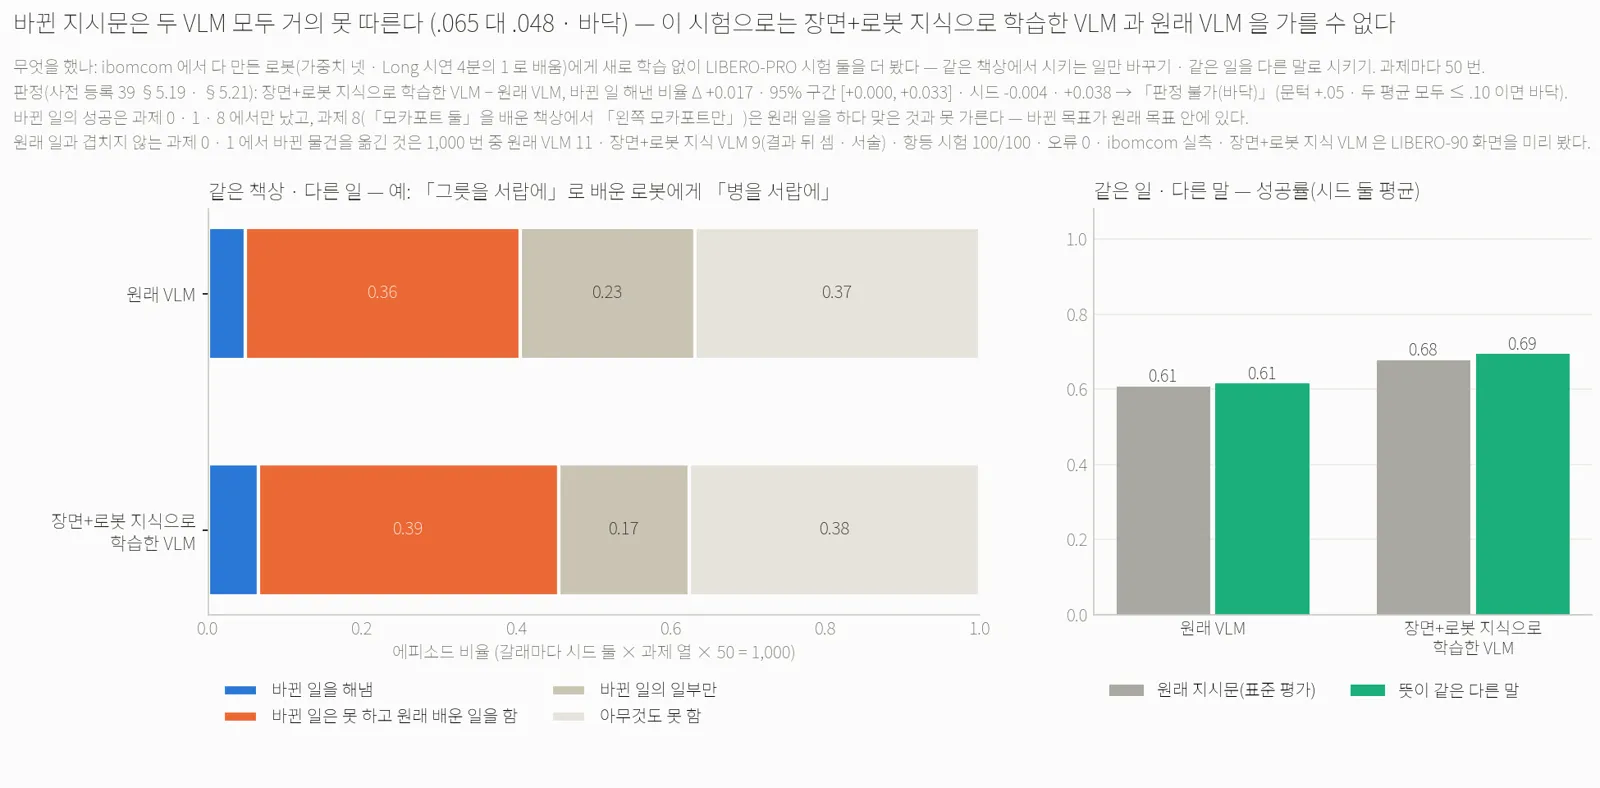 바뀐 지시문은 두 VLM 모두 거의 못 따른다 (.065 대 .048 · 바닥) — 이 시험으로는 장면+로봇 지식으로 학습한 VLM 과 원래 VLM 을 가를 수 없다
무엇을 했나: ibomcom 에서 다 만든 로봇(가중치 넷 · Long 시연 4분의 1 로 배움)에게 새로 학습 없이 LIBERO-PRO 시험 둘을 더 봤다 — 같은 책상에서 시키는 일만 바꾸기 · 같은 일을 다른 말로 시키기. 과제마다 50 번.
판정(사전 등록 39 §5.19 · §5.21): 장면+로봇 지식으로 학습한 VLM − 원래 VLM, 바뀐 일 해낸 비율 Δ +0.017 · 95% 구간 [+0.000, +0.033] · 시드 -0.004 · +0.038 → 「판정 불가(바닥)」(문턱 +.05 · 두 평균 모두 ≤ .10 이면 바닥).
바뀐 일의 성공은 과제 0 · 1 · 8 에서만 났고, 과제 8(「모카포트 둘」을 배운 책상에서 「왼쪽 모카포트만」)은 원래 일을 하다 맞은 것과 못 가른다 — 바뀐 목표가 원래 목표 안에 있다.
원래 일과 겹치지 않는 과제 0 · 1 에서 바뀐 물건을 옮긴 것은 1,000 번 중 원래 VLM 11 · 장면+로봇 지식 VLM 9(결과 뒤 셈 · 서술) · 항등 시험 100/100 · 오류 0 · ibomcom 실측 · 장면+로봇 지식 VLM 은 LIBERO-90 화면을 미리 봤다.
같은 책상 · 다른 일 — 예: 「그릇을 서랍에」로 배운 로봇에게 「병을 서랍에」
원래 VLM
0.36
0.23
0.37
장면+로봇 지식으로
학습한 VLM
0.39
0.17
0.38
0.0
0.2
0.4
0.6
0.8
1.0
에피소드 비율 (갈래마다 시드 둘 × 과제 열 × 50 = 1,000)
바뀐 일을 해냄
바뀐 일은 못 하고 원래 배운 일을 함
바뀐 일의 일부만
아무것도 못 함
같은 일 · 다른 말 — 성공률(시드 둘 평균)
1.0
0.8
0.6
0.4
0.2
0.0
0.61
0.61
0.68
0.69
원래 VLM
장면+로봇 지식으로
학습한 VLM
원래 지시문(표준 평가)
뜻이 같은 다른 말